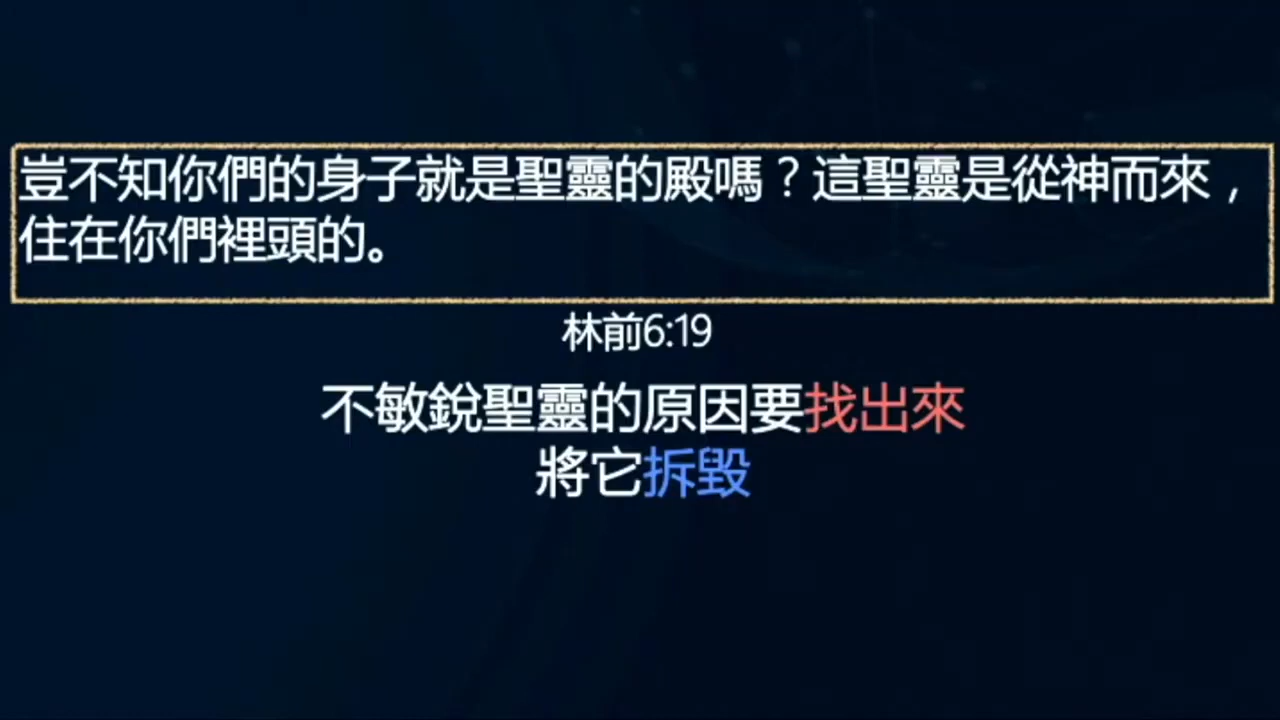 豈不知你們的身子就是聖靈的殿嗎？這聖靈是從神而來，
住在你們裡頭的。
林前6:19
不敏銳聖靈的原因要找出來
將它拆毀